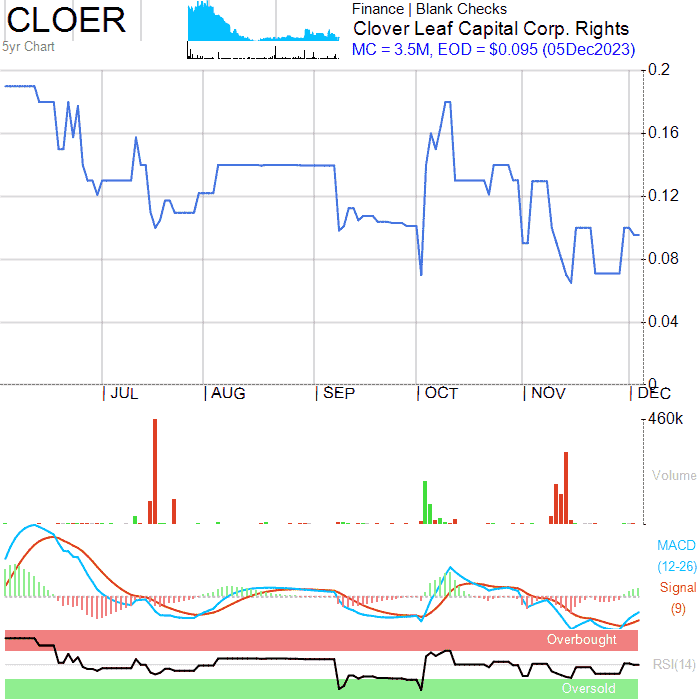 CLOER
5yr Chart
Finance | Blank Checks
Clover Leaf Capital Corp. Rights
MC = 3.5M, EOD = $0.095 (05Dec2023)
0.2
0.16
0.12
0.08
0.04
0
JUL AUG SEP OCT NOV DEC
460k
Volume
MACD
(12-26)
Signal
(9)
Overbought
RSI(14)
Oversold